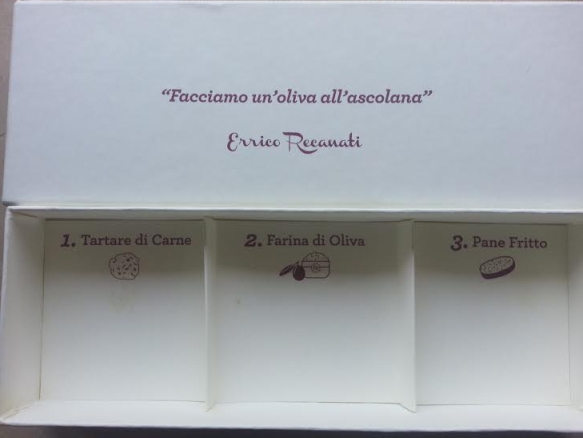 “Facciamo un’oliva all’ascolana”
Errico Recanati
1. Tartare di Carne
2. Farina di Oliva
3. Pane Fritto